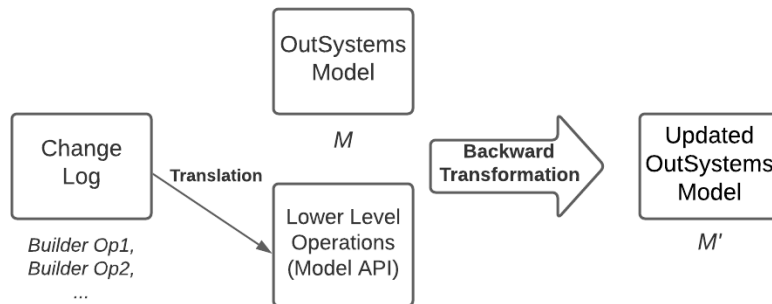 OutSystems
Model
M
Change
Log
Builder Op1,
Builder Op2,
...
Translation
Lower Level
Operations
(Model API)
Backward
Transformation
Updated
OutSystems
Model
M'